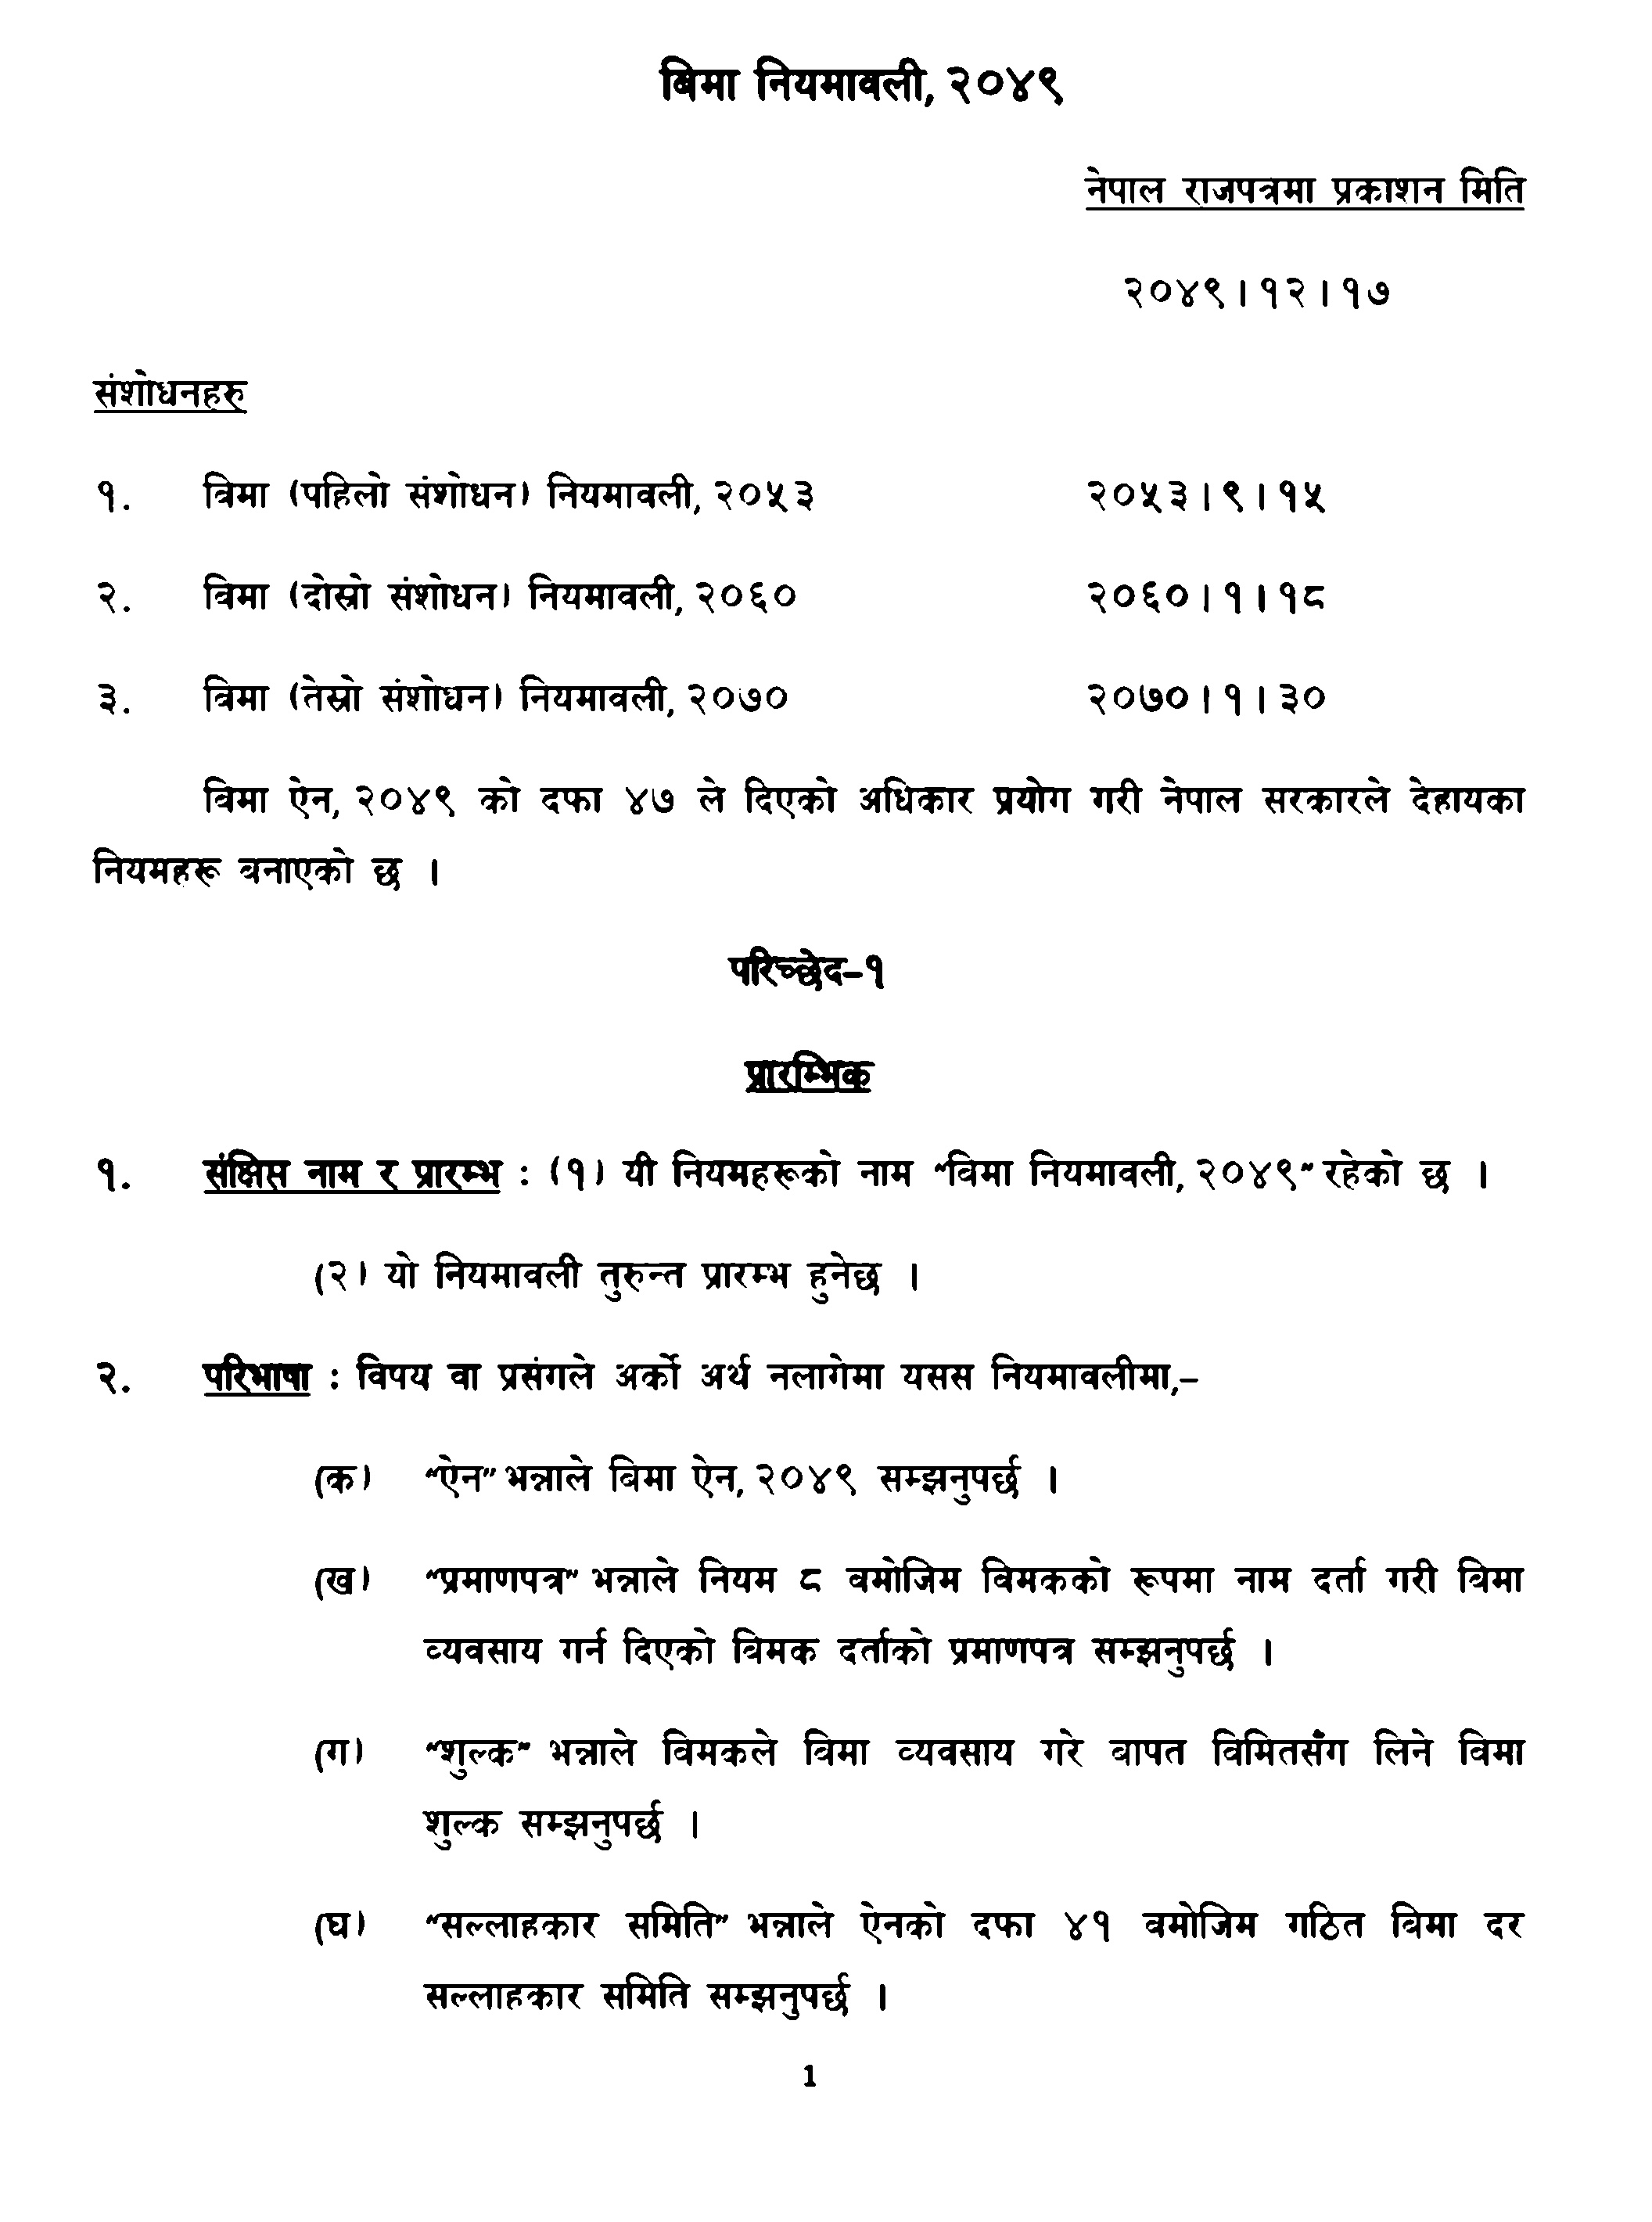 बिमा नियमावली, २०४९
नेपाल राजपत्रमा प्रकाशन मिति
२०४९।१२।१७
संशोधनहरु
१. बिमा (पहिलो संशोधन) नियमावली, २०५३ २०५३।९।१५
२. बिमा (दोस्रो संशोधन) नियमावली, २०६० २०६०।१।१८
३. बिमा (तेस्रो संशोधन) नियमावली, २०७० २०७०।१।३०
बिमा ऐन, २०४९ को दफा ४७ ले दिएको अधिकार प्रयोग गरी नेपाल सरकारले देहायका
नियमहरू बनाएको छ ।
परिच्छेद–१
प्रारम्भिक
१. संक्षिप्त नाम र प्रारम्भ : (१) यी नियमहरूको नाम “बिमा नियमावली, २०४९” रहेको छ ।
(२) यो नियमावली तुरुन्त प्रारम्भ हुनेछ ।
२. परिभाषा : विषय वा प्रसंगले अर्को अर्थ नलागेमा यसस नियमावलीमा,–
(क) “ऐन” भन्नाले बिमा ऐन, २०४९ सम्झनुपर्छ ।
(ख) “प्रमाणपत्र” भन्नाले नियम ८ बमोजिम बिमकको रूपमा नाम दर्ता गरी बिमा
व्यवसाय गर्न दिएको बिमक दर्ताको प्रमाणपत्र सम्झनुपर्छ ।
(ग) “शुल्क” भन्नाले बिमकले बिमा व्यवसाय गरे बापत बिमितसँग लिने बिमा
शुल्क सम्झनुपर्छ ।
(घ) “सल्लाहकार समिति” भन्नाले ऐनको दफा ४१ बमोजिम गठित बिमा दर
सल्लाहकार समिति सम्झनुपर्छ ।
1